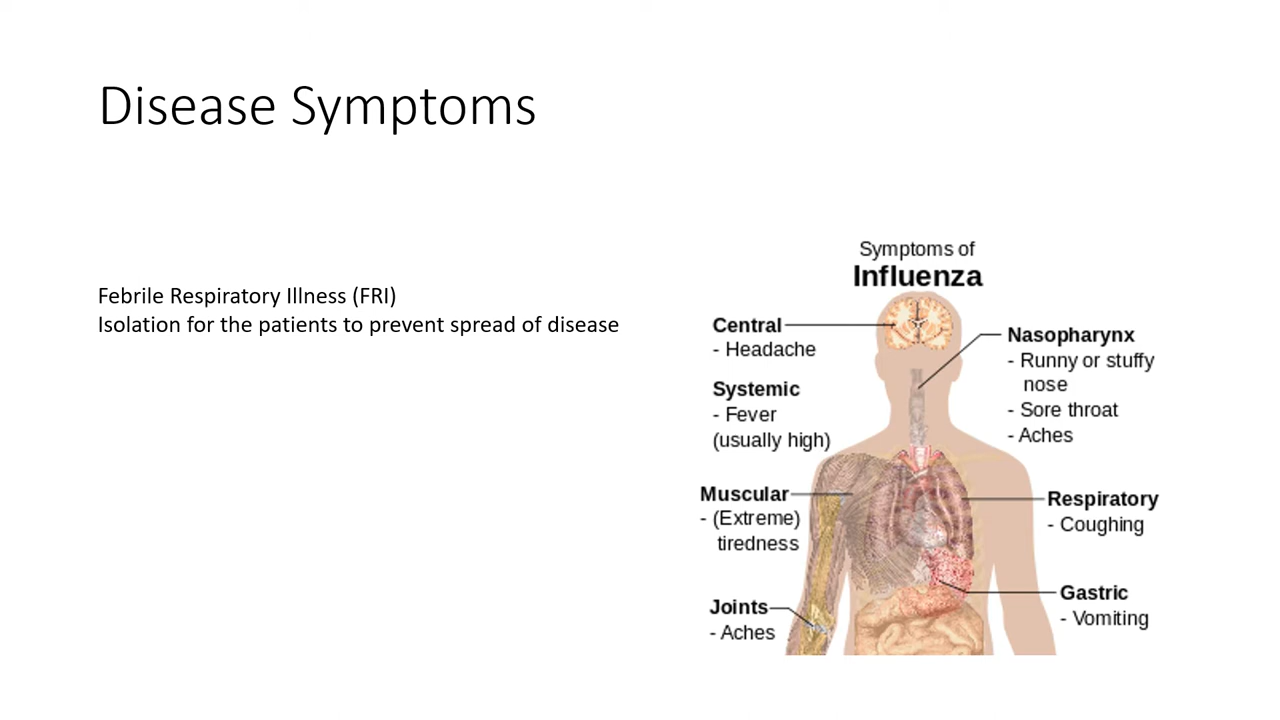 Disease Symptoms
Febrile Respiratory Illness (FRI)
Isolation for the patients to prevent spread of disease
Symptoms of
Influenza
Central
- Headache
Systemic
- Fever
(usually high)
Muscular
- (Extreme)
tiredness
Joints
- Aches
Nasopharynx
- Runny or stuffy
nose
- Sore throat
- Aches
Respiratory
- Coughing
Gastric
- Vomiting